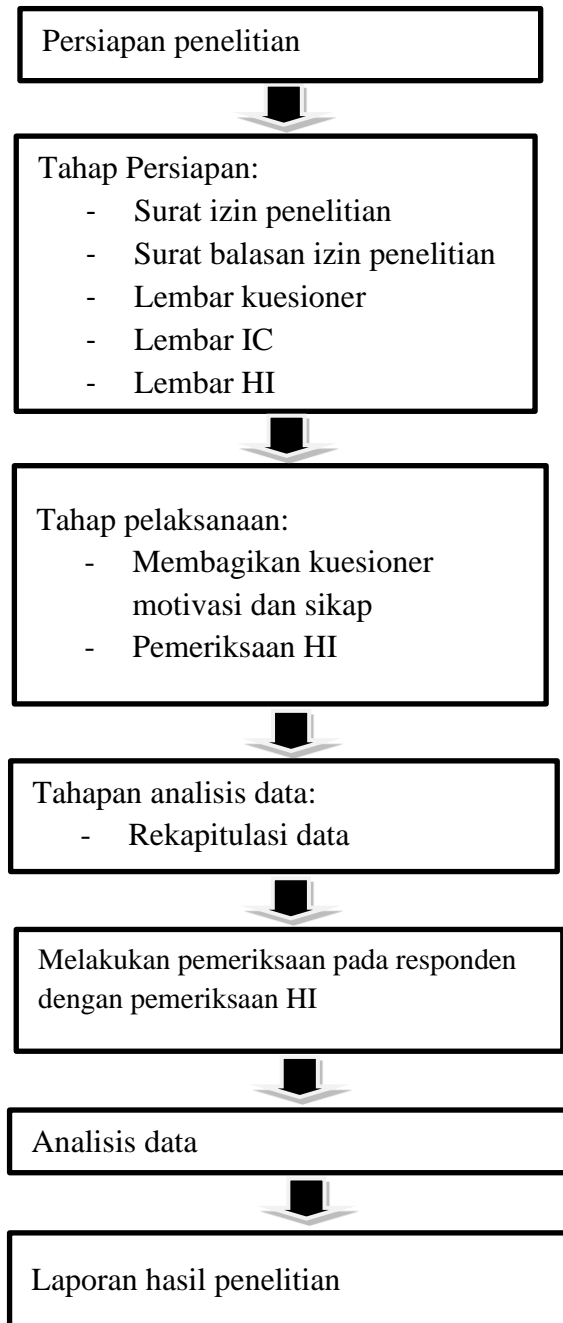 Persiapan penelitian
Tahap Persiapan:
- Surat izin penelitian
- Surat balasan izin penelitian
- Lembar kuesioner
- Lembar IC
- Lembar HI
Tahap pelaksanaan:
- Membagikan kuesioner
motivasi dan sikap
- Pemeriksaan HI
Tahapan analisis data:
- Rekapitulasi data
Melakukan pemeriksaan pada responden
dengan pemeriksaan HI
Analisis data
Laporan hasil penelitian